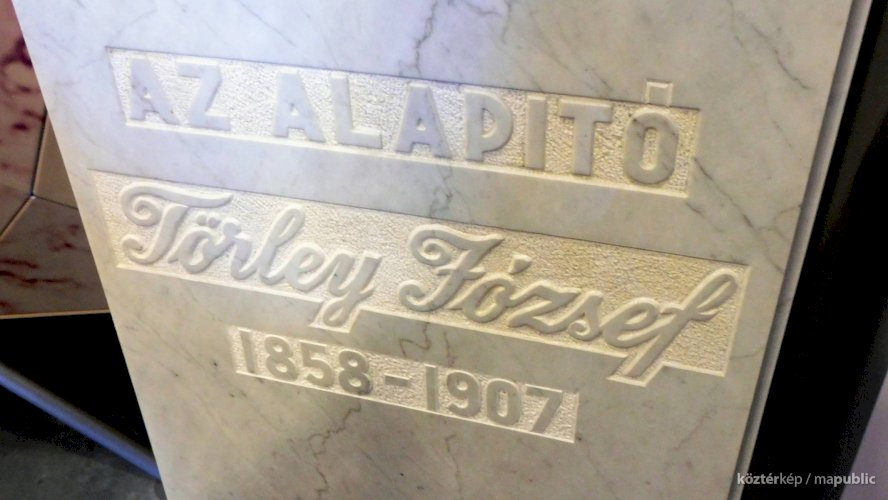 AZ ALAPITÓ
Törley József
1858-1907
köztérkép / mapublic